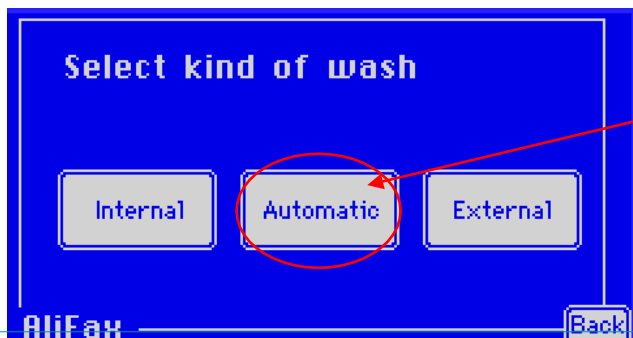 Select kind of wash
Internal Automatic External
AliFax Back